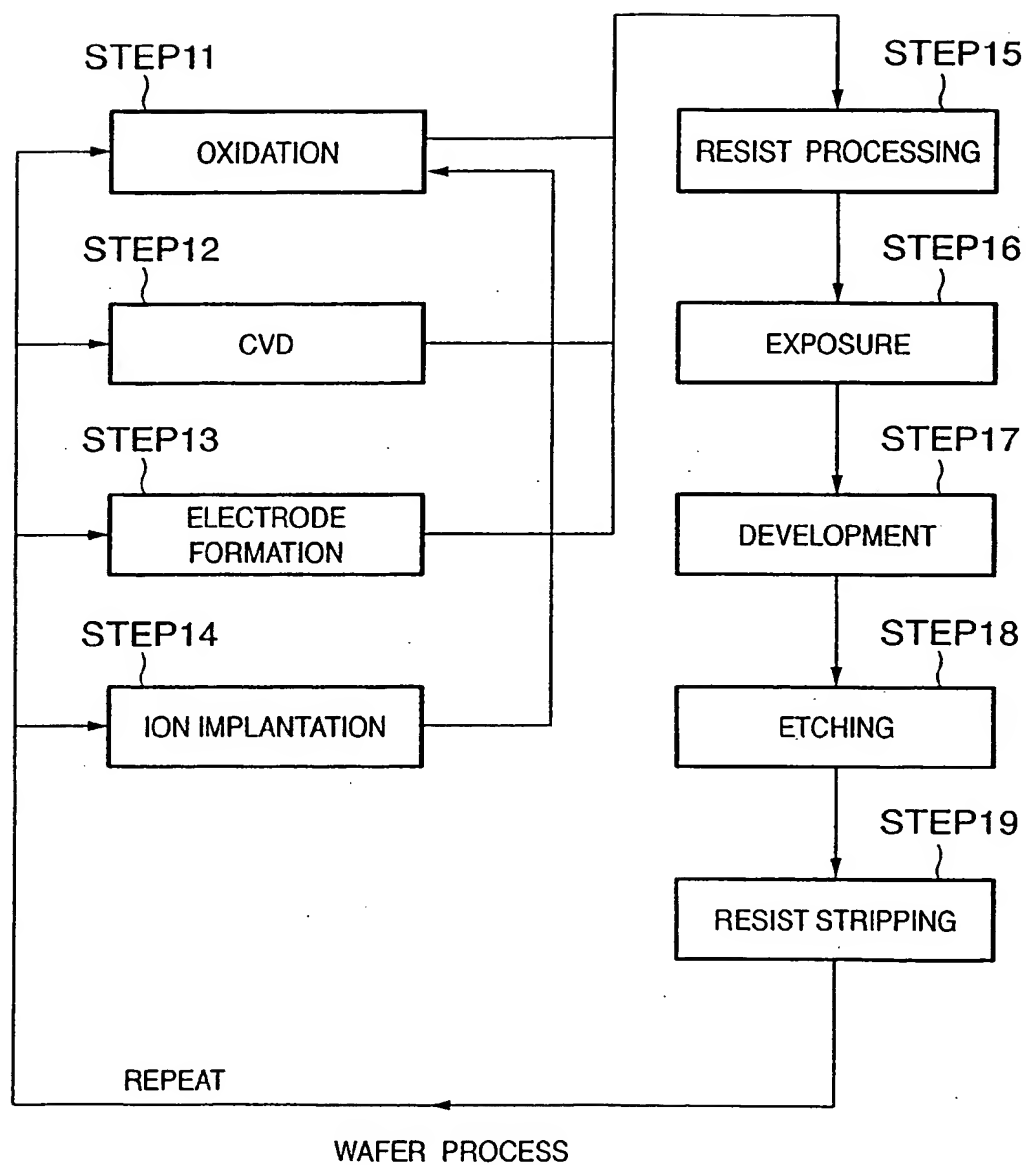 STEP11
OXIDATION
STEP12
CVD
STEP13
ELECTRODE
FORMATION
STEP14
ION IMPLANTATION
STEP15
RESIST PROCESSING
STEP16
EXPOSURE
STEP17
DEVELOPMENT
STEP18
ETCHING
STEP19
RESIST STRIPPING
REPEAT
WAFER PROCESS